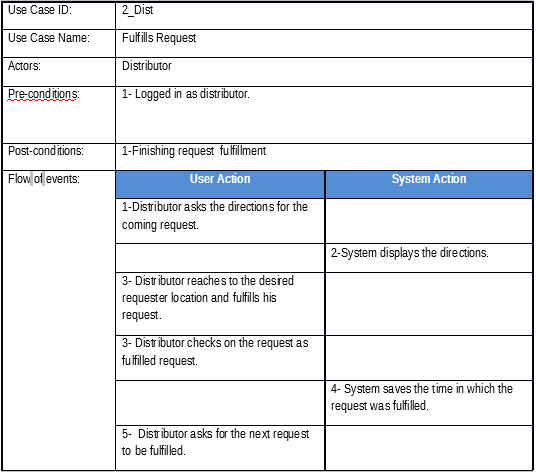 Use Case ID: 2_Dist
Use Case Name: Fulfills Request
Actors: Distributor
Pre-conditions: 1- Logged in as distributor.
Post-conditions: 1-Finishing request fulfillment
Flow of events: User Action System Action
1-Distributor asks the directions for the
coming request.
2-System displays the directions.
3- Distributor reaches to the desired
requester location and fulfills his
request.
3- Distributor checks on the request as
fulfilled request.
4- System saves the time in which the
request was fulfilled.
5- Distributor asks for the next request
to be fulfilled.